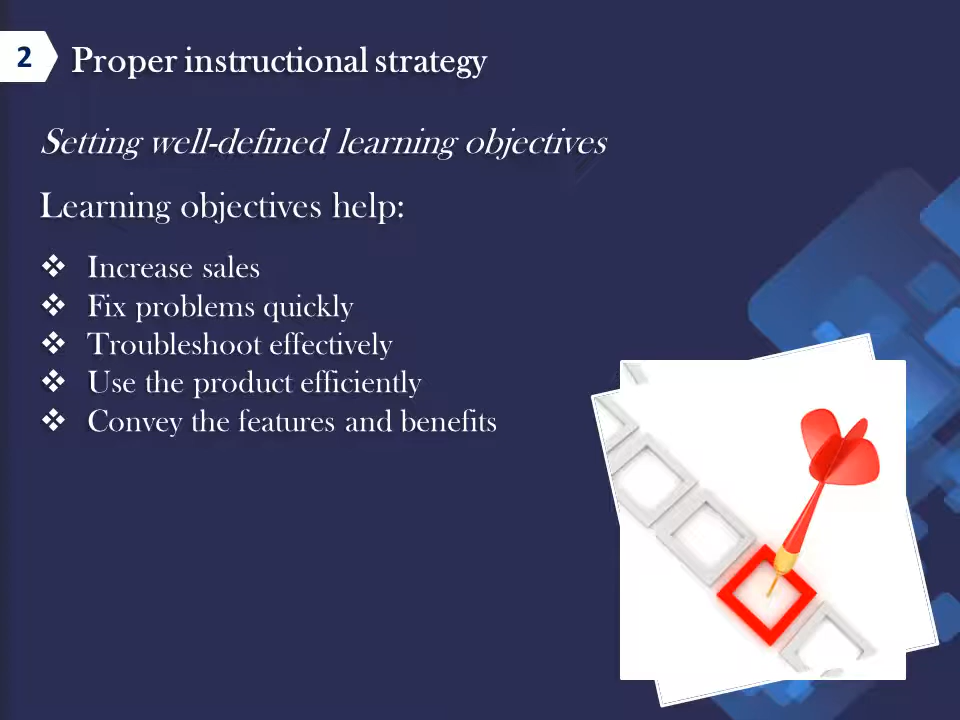 2
Proper instructional strategy
Setting well-defined learning objectives
Learning objectives help:
❖ Increase sales
❖ Fix problems quickly
❖ Troubleshoot effectively
❖ Use the product efficiently
❖ Convey the features and benefits